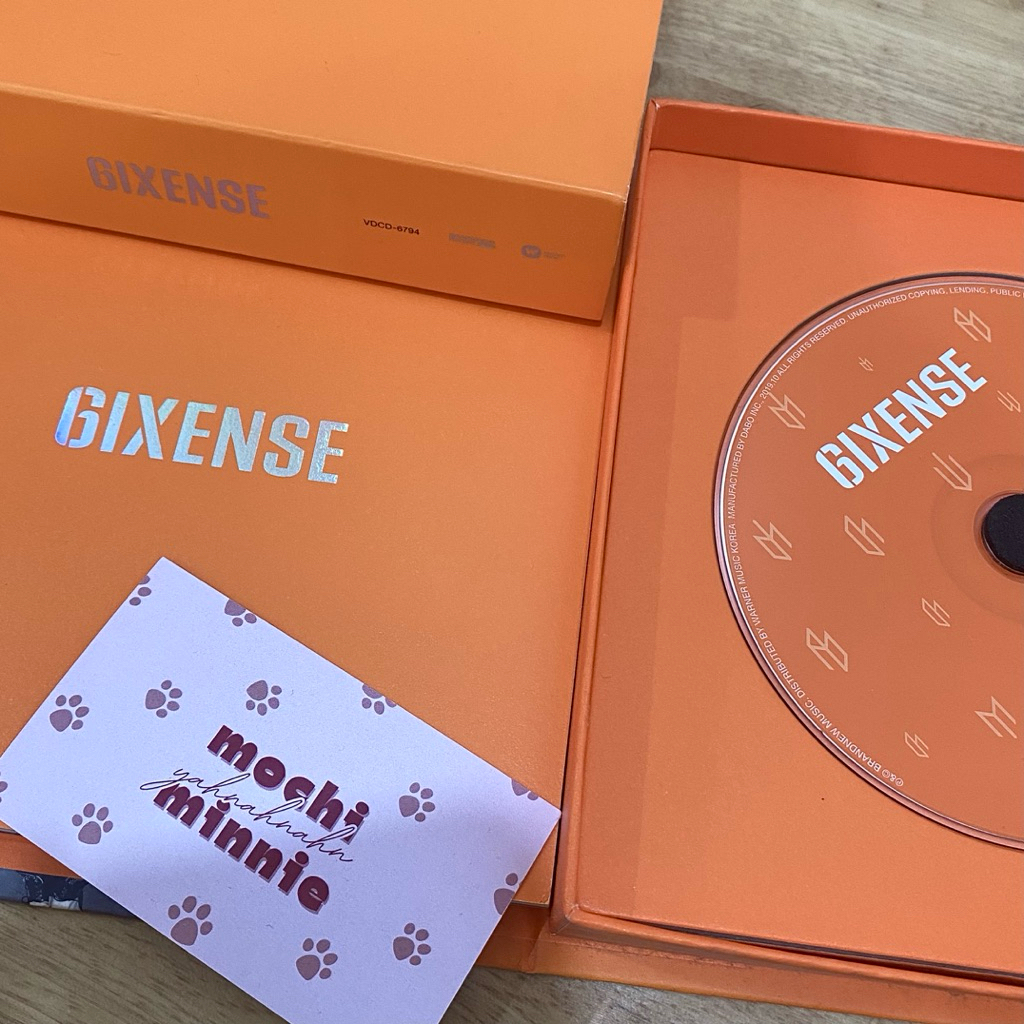 6IXENSE
VDCD-6794
6IXENSE
6IXENSE
℗&© BRANDNEW MUSIC. DISTRIBUTED BY WARNER MUSIC KOREA MANUFACTURED BY DABO INC. 2019.10 ALL RIGHTS RESERVED. UNAUTHORIZED COPYING, LENDING, PUBLIC
mochi
yahnahnahn
minnie